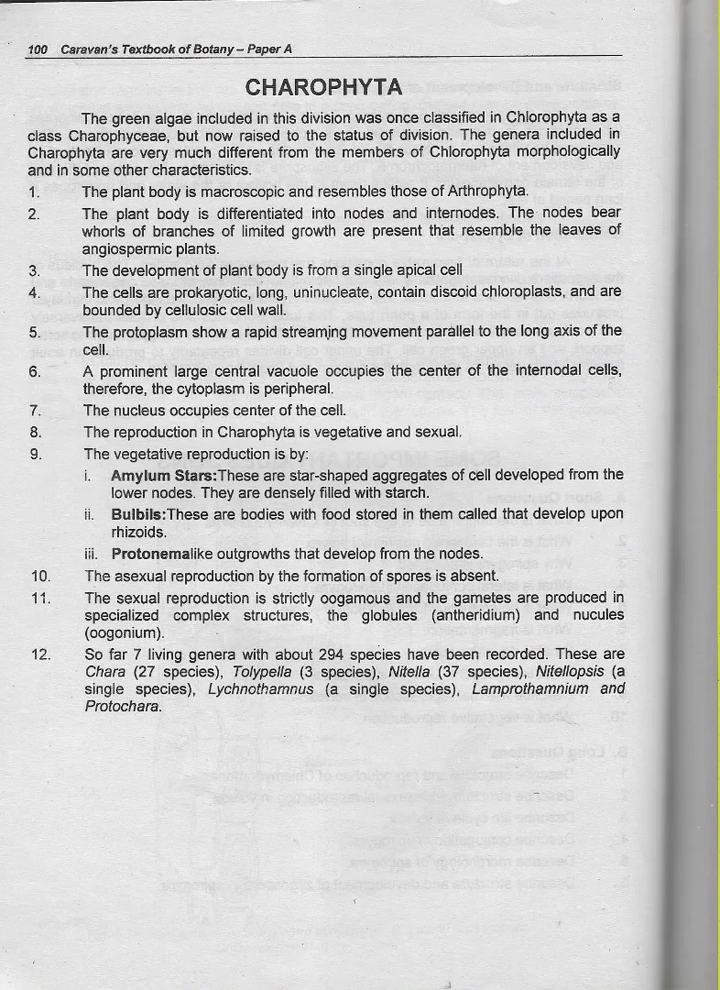 100 Caravan's Textbook of Botany – Paper A
CHAROPHYTA
The green algae included in this division was once classified in Chlorophyta as a
class Charophyceae, but now raised to the status of division. The genera included in
Charophyta are very much different from the members of Chlorophyta morphologically
and in some other characteristics.
1. The plant body is macroscopic and resembles those of Arthrophyta.
2. The plant body is differentiated into nodes and internodes. The nodes bear
whorls of branches of limited growth are present that resemble the leaves of
angiospermic plants.
3. The development of plant body is from a single apical cell
4. The cells are prokaryotic, long, uninucleate, contain discoid chloroplasts, and are
bounded by cellulosic cell wall.
5. The protoplasm show a rapid streaming movement parallel to the long axis of the
cell.
6. A prominent large central vacuole occupies the center of the internodal cells,
therefore, the cytoplasm is peripheral.
7. The nucleus occupies center of the cell.
8. The reproduction in Charophyta is vegetative and sexual.
9. The vegetative reproduction is by:
i. Amylum Stars:These are star-shaped aggregates of cell developed from the
lower nodes. They are densely filled with starch.
ii. Bulbils:These are bodies with food stored in them called that develop upon
rhizoids.
iii. Protonemalike outgrowths that develop from the nodes.
10. The asexual reproduction by the formation of spores is absent.
11. The sexual reproduction is strictly oogamous and the gametes are produced in
specialized complex structures, the globules (antheridium) and nucules
(oogonium).
12. So far 7 living genera with about 294 species have been recorded. These are
Chara (27 species), Tolypella (3 species), Nitella (37 species), Nitellopsis (a
single species), Lychnothamnus (a single species), Lamprothamnium and
Protochara.